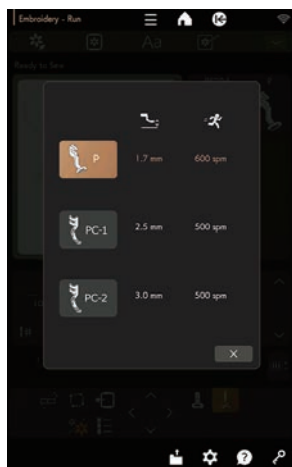 Embroidery - Run
Aa
Ready to Sew
P 1.7 mm 600 spm
PC-1 2.5 mm 500 spm
PC-2 3.0 mm 500 spm
X
?